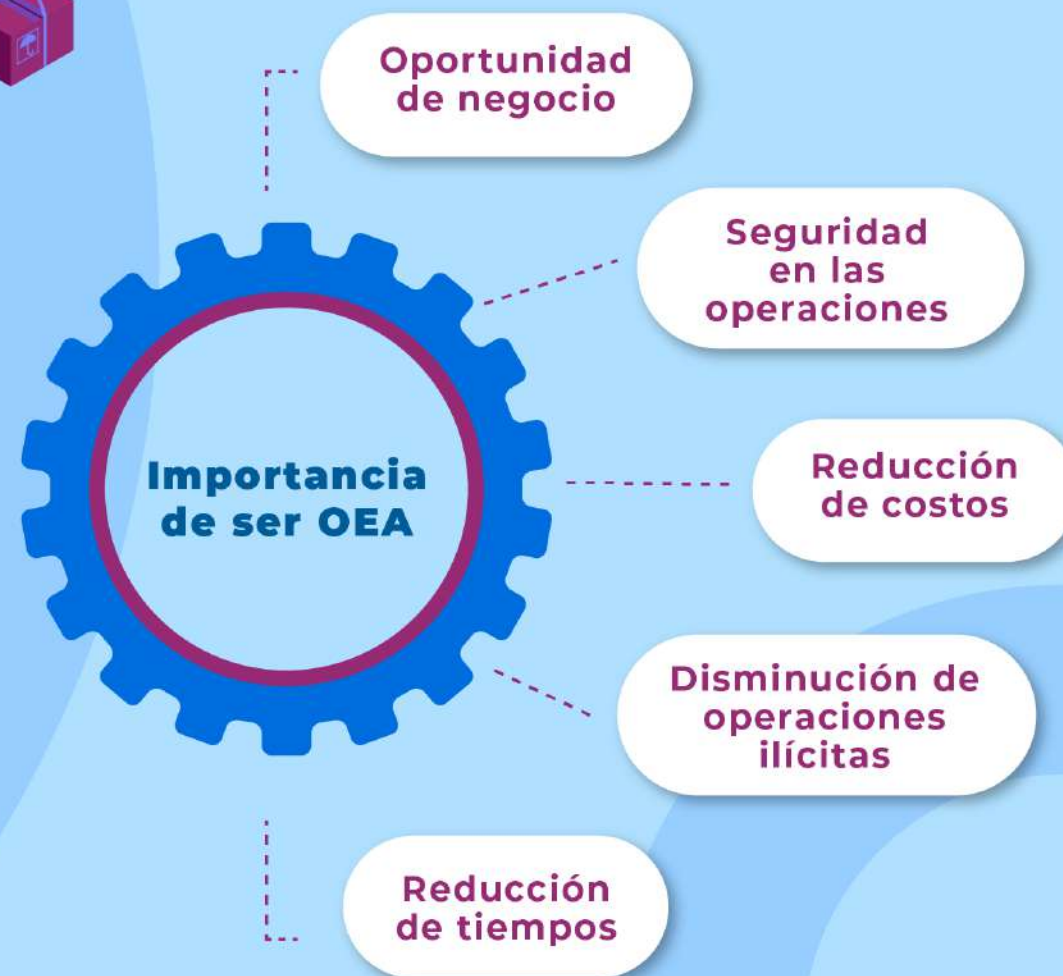 Oportunidad
de negocio
Seguridad
en las
operaciones
Importancia
de ser OEA
Reducción
de costos
Disminución de
operaciones
ilícitas
Reducción
de tiempos